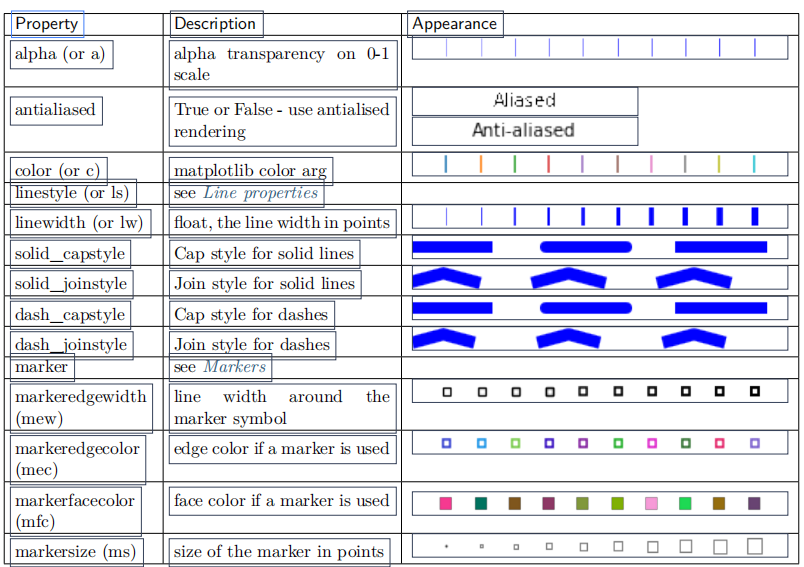 Property Description Appearance
alpha (or a) alpha transparency on 0-1
scale
Aliased
antialiased True or False - use antialised
rendering Anti-aliased
color (or c) matplotlib color arg
linestyle (or ls) see Line properties
linewidth (or lw) float, the line width in points
solid_capstyle Cap style for solid lines
solid_joinstyle Join style for solid lines
dash_capstyle Cap style for dashes
dash_joinstyle Join style for dashes
marker see Markers
markeredgewidth line width around the
(mew) marker symbol
markeredgecolor edge color if a marker is used
(mec)
markerfacecolor face color if a marker is used
(mfc)
markersize (ms) size of the marker in points